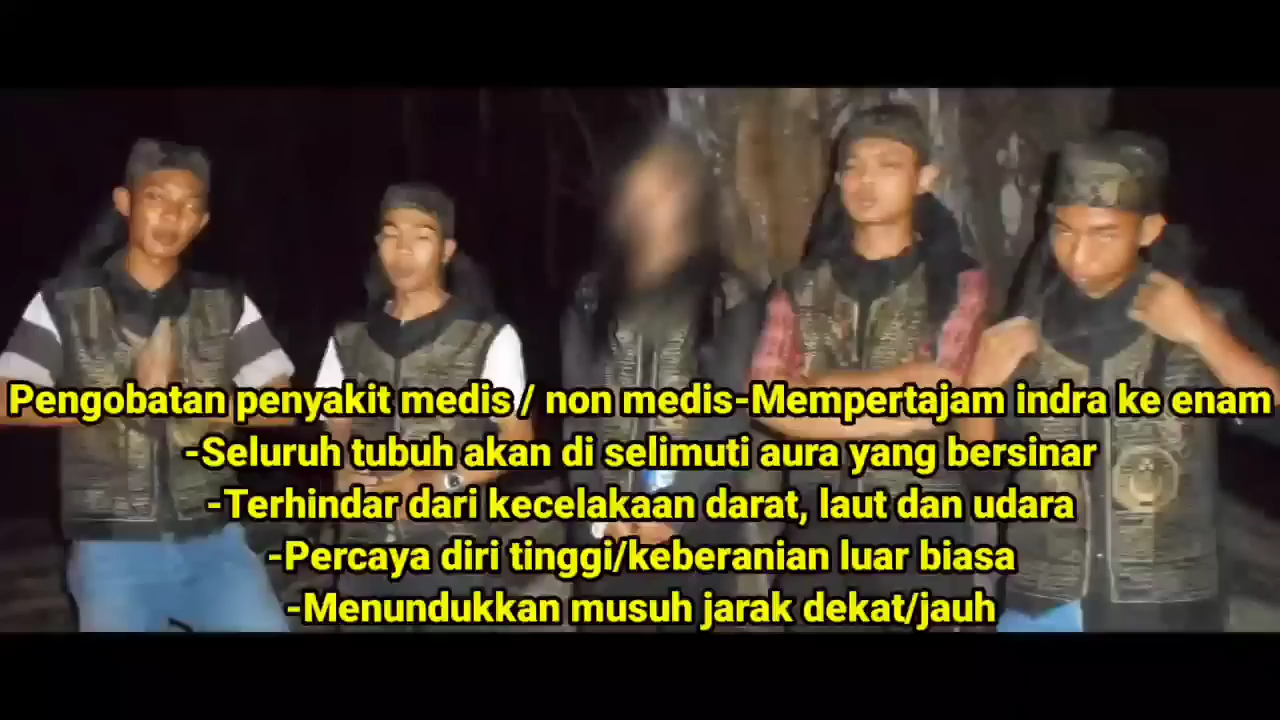 Pengobatan penyakit medis / non medis-Mempertajam indra ke enam
-Seluruh tubuh akan di selimuti aura yang bersinar
-Terhindar dari kecelakaan darat, laut dan udara
-Percaya diri tinggi/keberanian luar biasa
-Menundukkan musuh jarak dekat/jauh